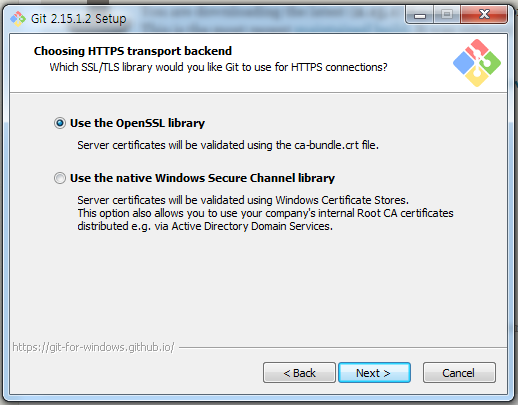 Git 2.15.1.2 Setup
Choosing HTTPS transport backend
Which SSL/TLS library would you like Git to use for HTTPS connections?
Use the OpenSSL library
Server certificates will be validated using the ca-bundle.crt file.
Use the native Windows Secure Channel library
Server certificates will be validated using Windows Certificate Stores.
This option also allows you to use your company's internal Root CA certificates
distributed e.g. via Active Directory Domain Services.
https://git-for-windows.github.io/
< Back
Next >
Cancel